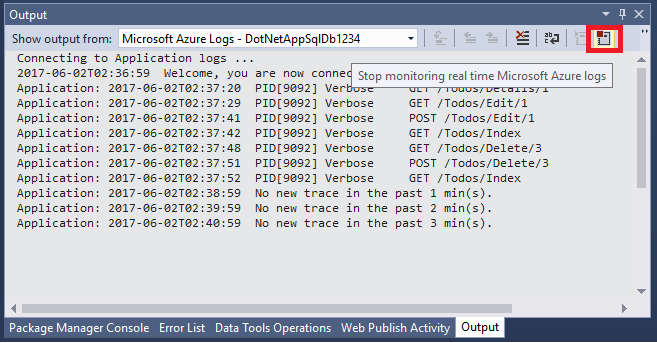 Output
Show output from: Microsoft Azure Logs - DotNetAppSqlDb1234
Connecting to Application logs ...
2017-06-02T02:36:59  Welcome, you are now connec
Stop monitoring real time Microsoft Azure logs
Application: 2017-06-02T02:37:20  PID[9092] Verbose     GET /Todos/Details/1
Application: 2017-06-02T02:37:29  PID[9092] Verbose     GET /Todos/Edit/1
Application: 2017-06-02T02:37:41  PID[9092] Verbose     POST /Todos/Edit/1
Application: 2017-06-02T02:37:42  PID[9092] Verbose     GET /Todos/Index
Application: 2017-06-02T02:37:48  PID[9092] Verbose     GET /Todos/Delete/3
Application: 2017-06-02T02:37:51  PID[9092] Verbose     POST /Todos/Delete/3
Application: 2017-06-02T02:37:52  PID[9092] Verbose     GET /Todos/Index
Application: 2017-06-02T02:38:59  No new trace in the past 1 min(s).
Application: 2017-06-02T02:39:59  No new trace in the past 2 min(s).
Application: 2017-06-02T02:40:59  No new trace in the past 3 min(s).
Package Manager Console  Error List  Data Tools Operations  Web Publish Activity  Output